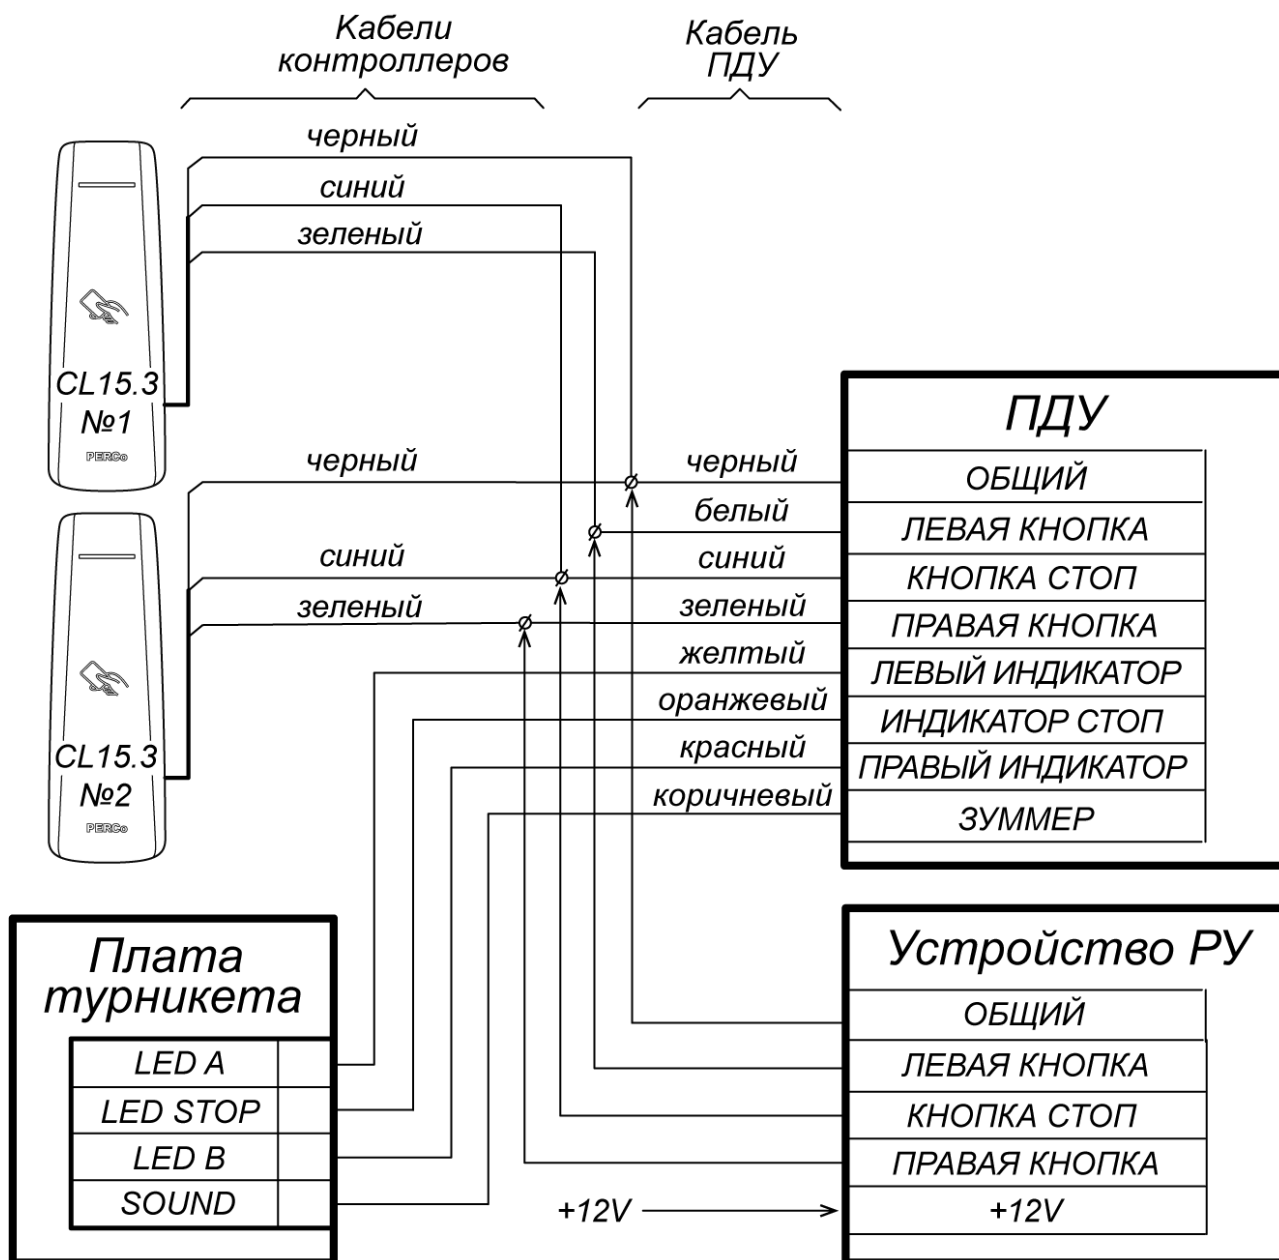 Кабели
контроллеров
Кабель
ПДУ
черный
синий
зеленый
CL15.3
№1
PERCo
черный
синий
зеленый
CL15.3
№2
PERCo
черный
белый
синий
зеленый
желтый
оранжевый
красный
коричневый
ПДУ
ОБЩИЙ
ЛЕВАЯ КНОПКА
КНОПКА СТОП
ПРАВАЯ КНОПКА
ЛЕВЫЙ ИНДИКАТОР
ИНДИКАТОР СТОП
ПРАВЫЙ ИНДИКАТОР
ЗУММЕР
Плата
турникета
LED A
LED STOP
LED B
SOUND
Устройство РУ
ОБЩИЙ
ЛЕВАЯ КНОПКА
КНОПКА СТОП
ПРАВАЯ КНОПКА
+12V
+12V